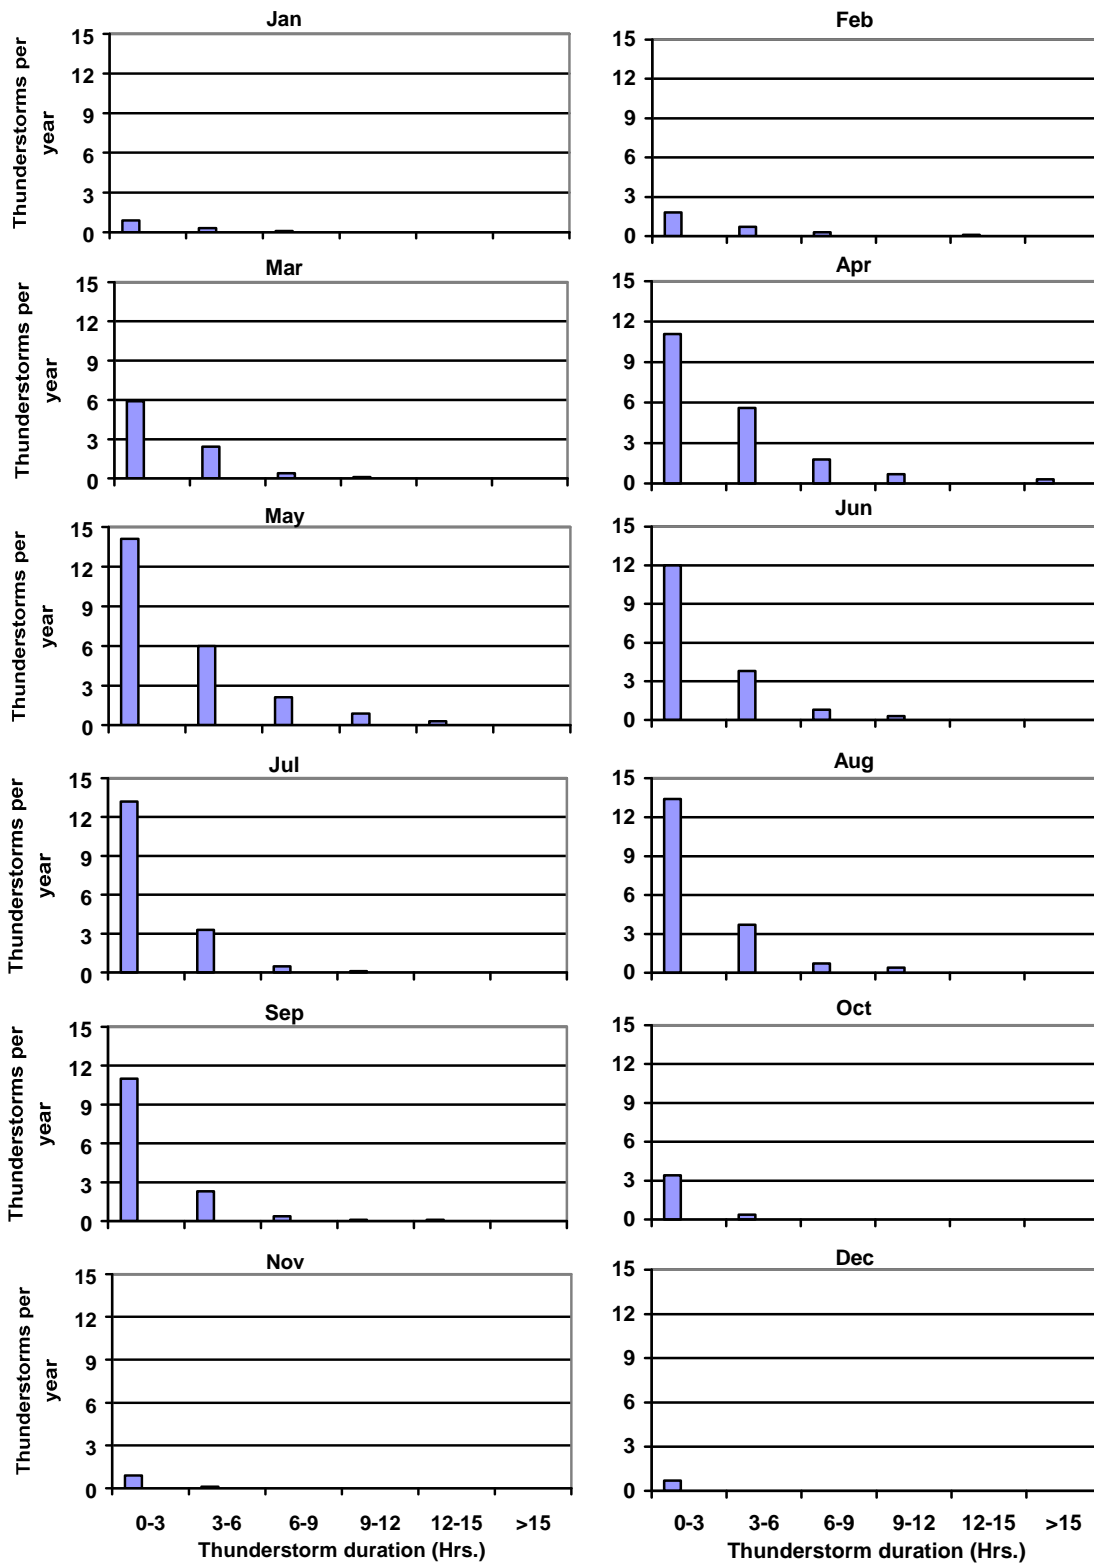 Jan
15
12
9
6
3
0
Thunderstorms per
year
Feb
15
12
9
6
3
0
Mar
15
12
9
6
3
0
Thunderstorms per
year
Apr
15
12
9
6
3
0
May
15
12
9
6
3
0
Thunderstorms per
year
Jun
15
12
9
6
3
0
Jul
15
12
9
6
3
0
Thunderstorms per
year
Aug
15
12
9
6
3
0
Sep
15
12
9
6
3
0
Thunderstorms per
year
Oct
15
12
9
6
3
0
Nov
15
12
9
6
3
0
Thunderstorms per
year
0-3 3-6 6-9 9-12 12-15 >15
Thunderstorm duration (Hrs.)
Dec
15
12
9
6
3
0
0-3 3-6 6-9 9-12 12-15 >15
Thunderstorm duration (Hrs.)